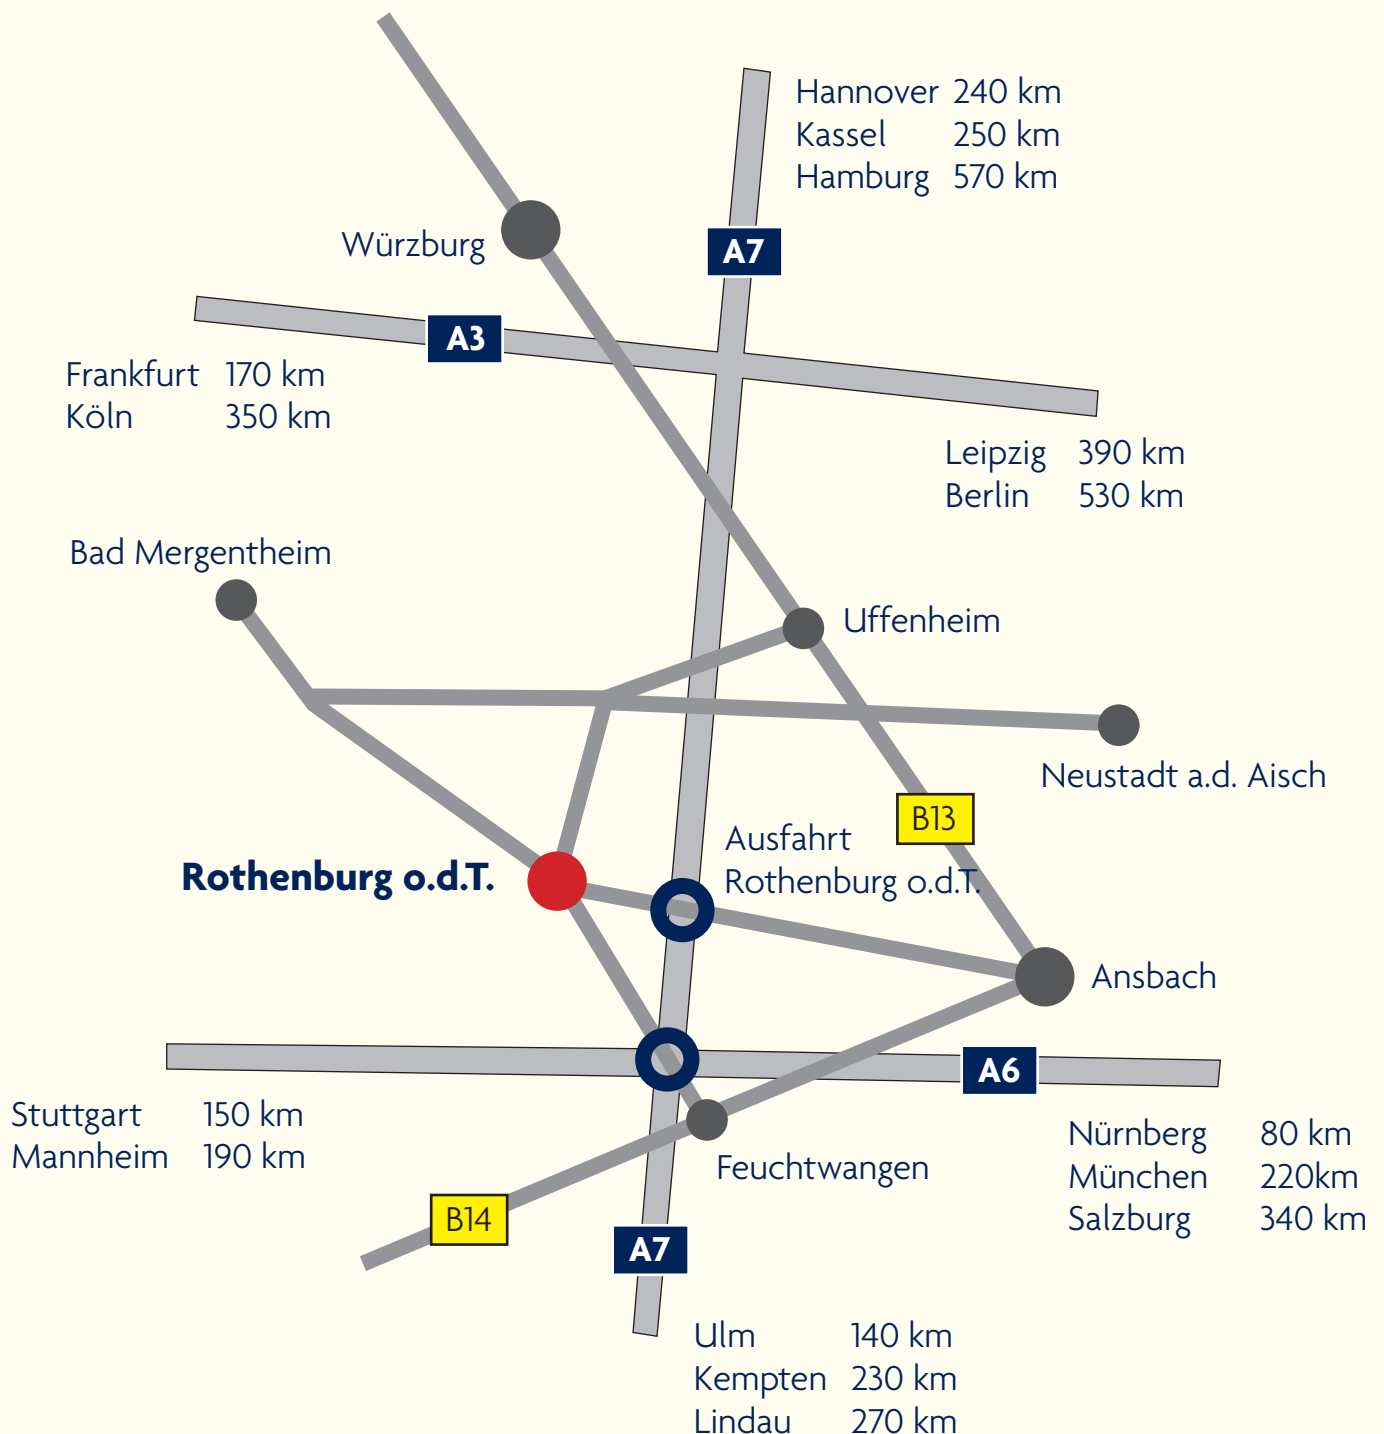 Hannover 240 km
Kassel 250 km
Hamburg 570 km
Würzburg
A7
A3
Frankfurt 170 km
Köln 350 km
Leipzig 390 km
Berlin 530 km
Bad Mergentheim
Uffenheim
Neustadt a.d. Aisch
B13
Ausfahrt
Rothenburg o.d.T.
Rothenburg o.d.T.
Ansbach
A6
Stuttgart 150 km
Mannheim 190 km
Nürnberg 80 km
München 220km
Salzburg 340 km
Feuchtwangen
B14
A7
Ulm 140 km
Kempten 230 km
Lindau 270 km